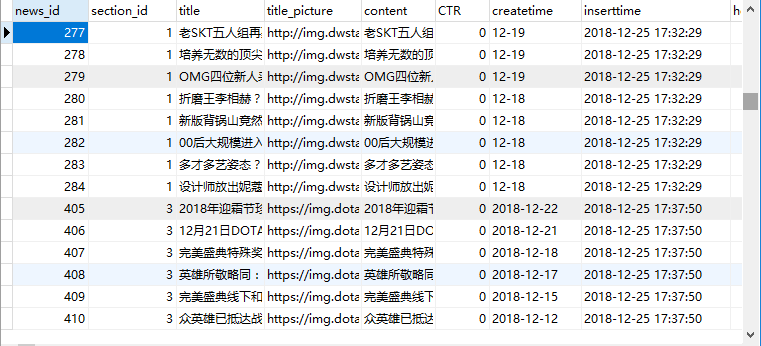 news_id section_id title title_picture content CTR createtime inserttime h
277 1 老SKT五人组再 http://img.dwsta 老SKT五人组 0 12-19 2018-12-25 17:32:29
278 1 培养无数的顶尖 http://img.dwsta 培养无数的顶 0 12-19 2018-12-25 17:32:29
279 1 OMG四位新人亲 http://img.dwsta OMG四位新人 0 12-19 2018-12-25 17:32:29
280 1 折磨王李相赫？ http://img.dwsta 折磨王李相赫 0 12-18 2018-12-25 17:32:29
281 1 新版背锅山竟然 http://img.dwsta 新版背锅山竟 0 12-18 2018-12-25 17:32:29
282 1 00后大规模进入 http://img.dwsta 00后大规模进 0 12-18 2018-12-25 17:32:29
283 1 多才多艺姿态？ http://img.dwsta 多才多艺姿态 0 12-18 2018-12-25 17:32:29
284 1 设计师放出妮蔻 http://img.dwsta 设计师放出妮 0 12-18 2018-12-25 17:32:29
405 3 2018年迎霜节珍 https://img.dota 2018年迎霜节 0 2018-12-22 2018-12-25 17:37:50
406 3 12月21日DOTA https://img.dota 12月21日DOTA 0 2018-12-21 2018-12-25 17:37:50
407 3 完美盛典特殊奖 https://img.dota 完美盛典特殊 0 2018-12-18 2018-12-25 17:37:50
408 3 英雄所敬略同： https://img.dota 英雄所敬略同 0 2018-12-17 2018-12-25 17:37:50
409 3 完美盛典线下和 https://img.dota 完美盛典线下 0 2018-12-15 2018-12-25 17:37:50
410 3 众英雄已抵达战 https://img.dota 众英雄已抵达 0 2018-12-12 2018-12-25 17:37:50